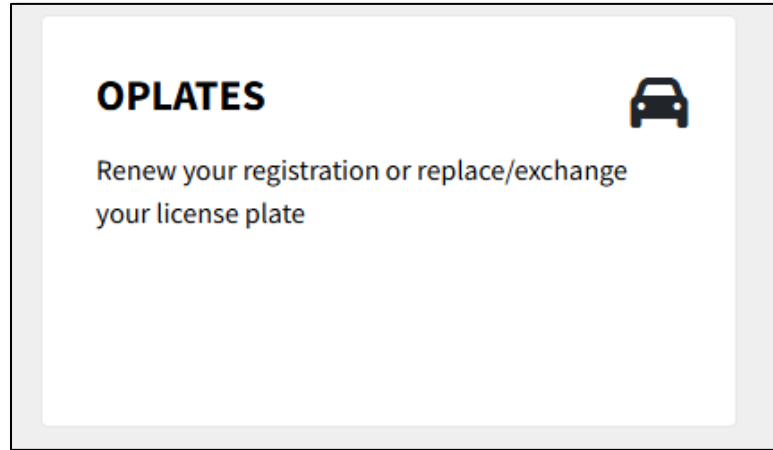 OPLATES
Renew your registration or replace/exchange
your license plate